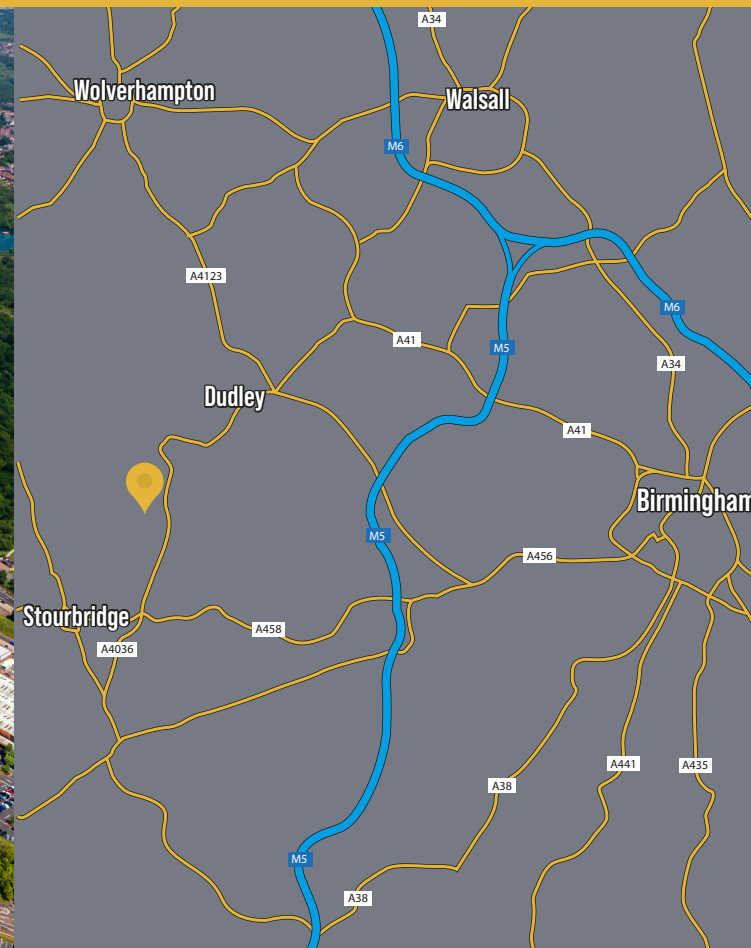 A34
Wolverhampton
Walsall
M6
A4123
M6
A41
M5
A34
Dudley
A41
Birmingham
M5
A456
Stourbridge
A458
A4036
A441
A435
A38
M5
A38